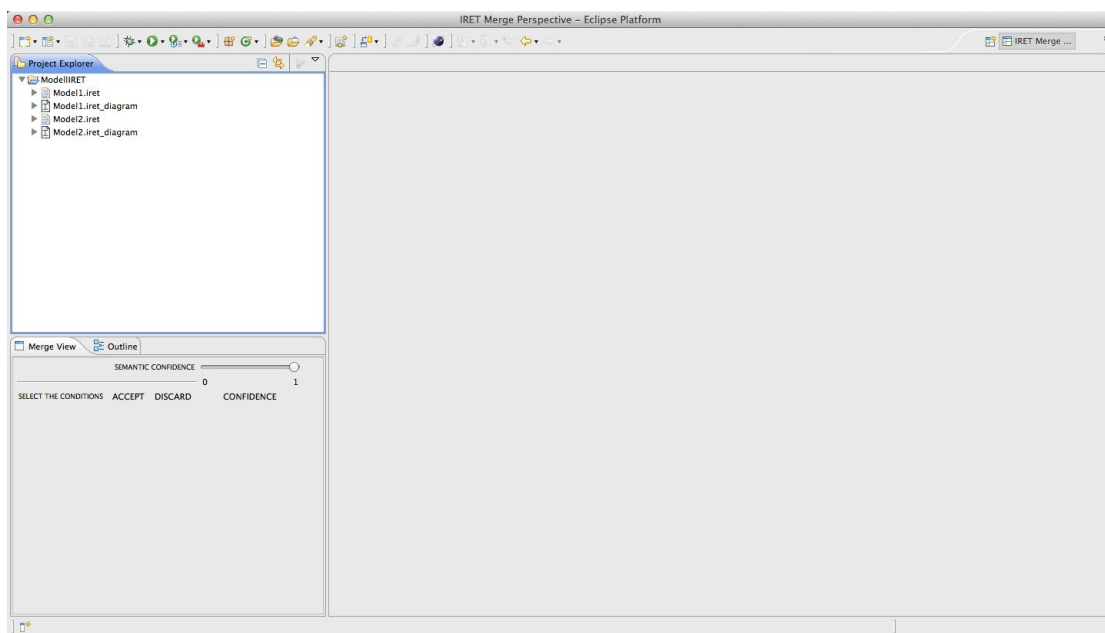 IRET Merge Perspective – Eclipse Platform
IRET Merge ...
Project Explorer
ModelIIRET
Model1.iret
Model1.iret_diagram
Model2.iret
Model2.iret_diagram
Merge View Outline
SEMANTIC CONFIDENCE
0 1
SELECT THE CONDITIONS ACCEPT DISCARD CONFIDENCE